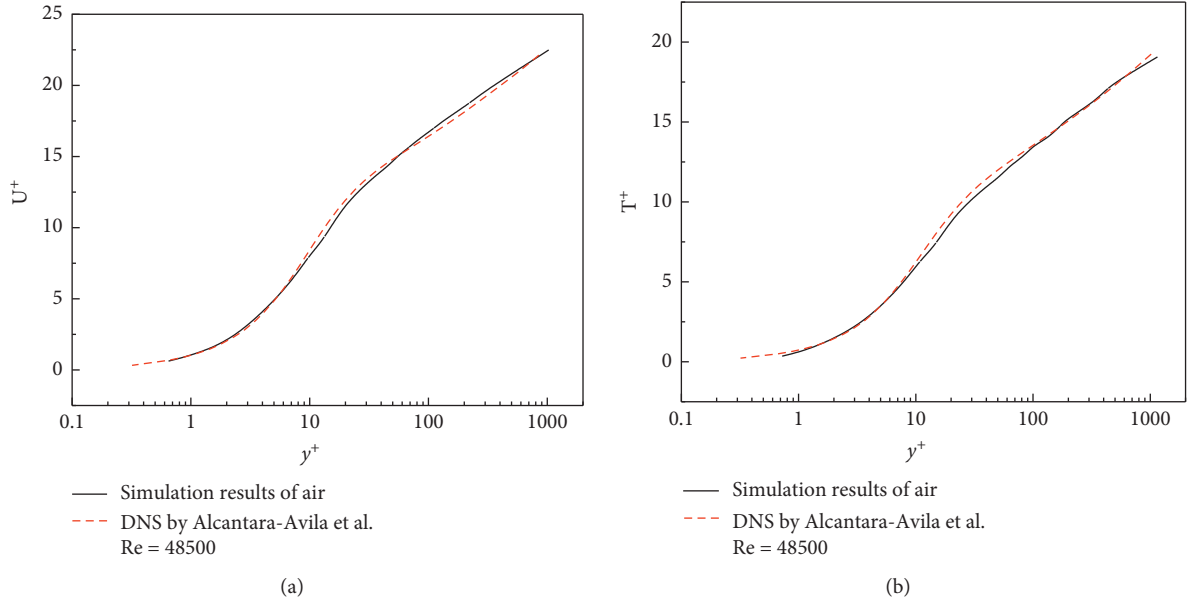 25
20
15
10
5
0
U⁺
0.1 1 10 100 1000
y⁺
Simulation results of air
DNS by Alcantara-Avila et al.
Re = 48500
(a)
20
15
10
5
0
T⁺
0.1 1 10 100 1000
y⁺
Simulation results of air
DNS by Alcantara-Avila et al.
Re = 48500
(b)